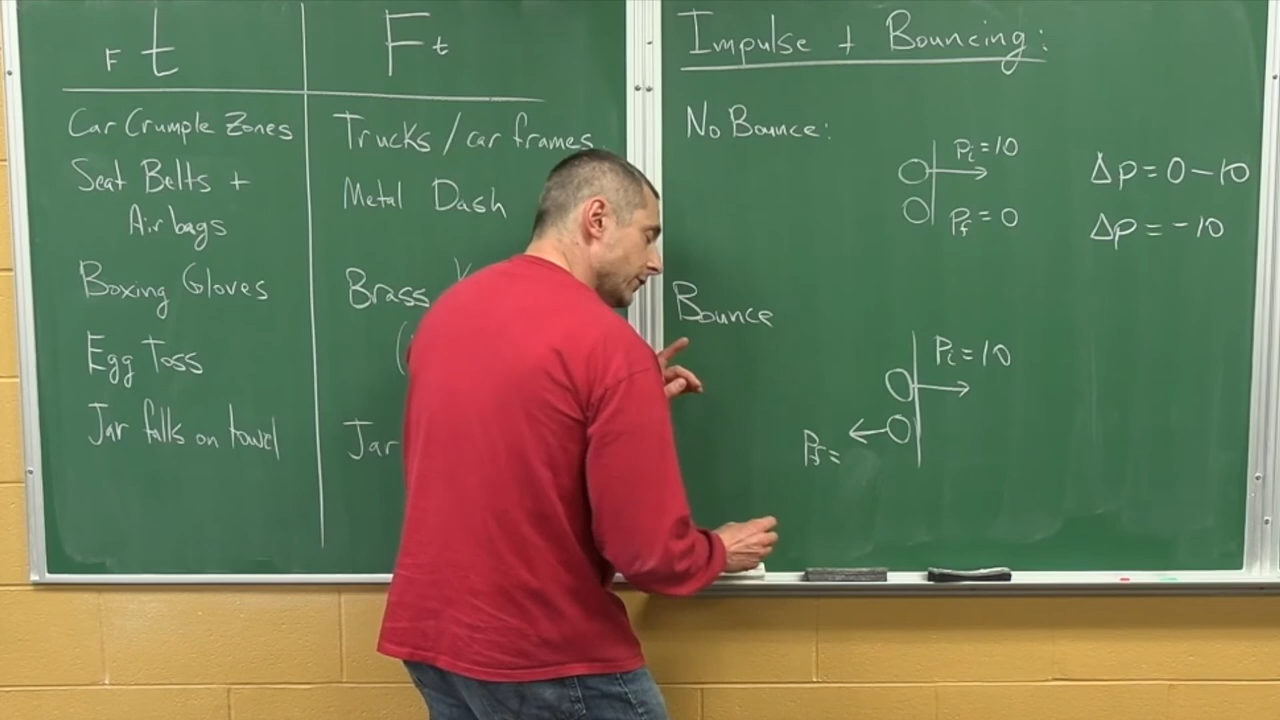 F t
F t
Car Crumple Zones
Trucks / car frames
Seat Belts +
Airbags
Metal Dash
Boxing Gloves
Brass
Egg Toss
Jar falls on towel
Jar
Impulse + Bouncing:
No Bounce:
Pi = 10
Pf = 0
Δp = 0 - 10
Δp = -10
Bounce
Pi = 10
Pf =